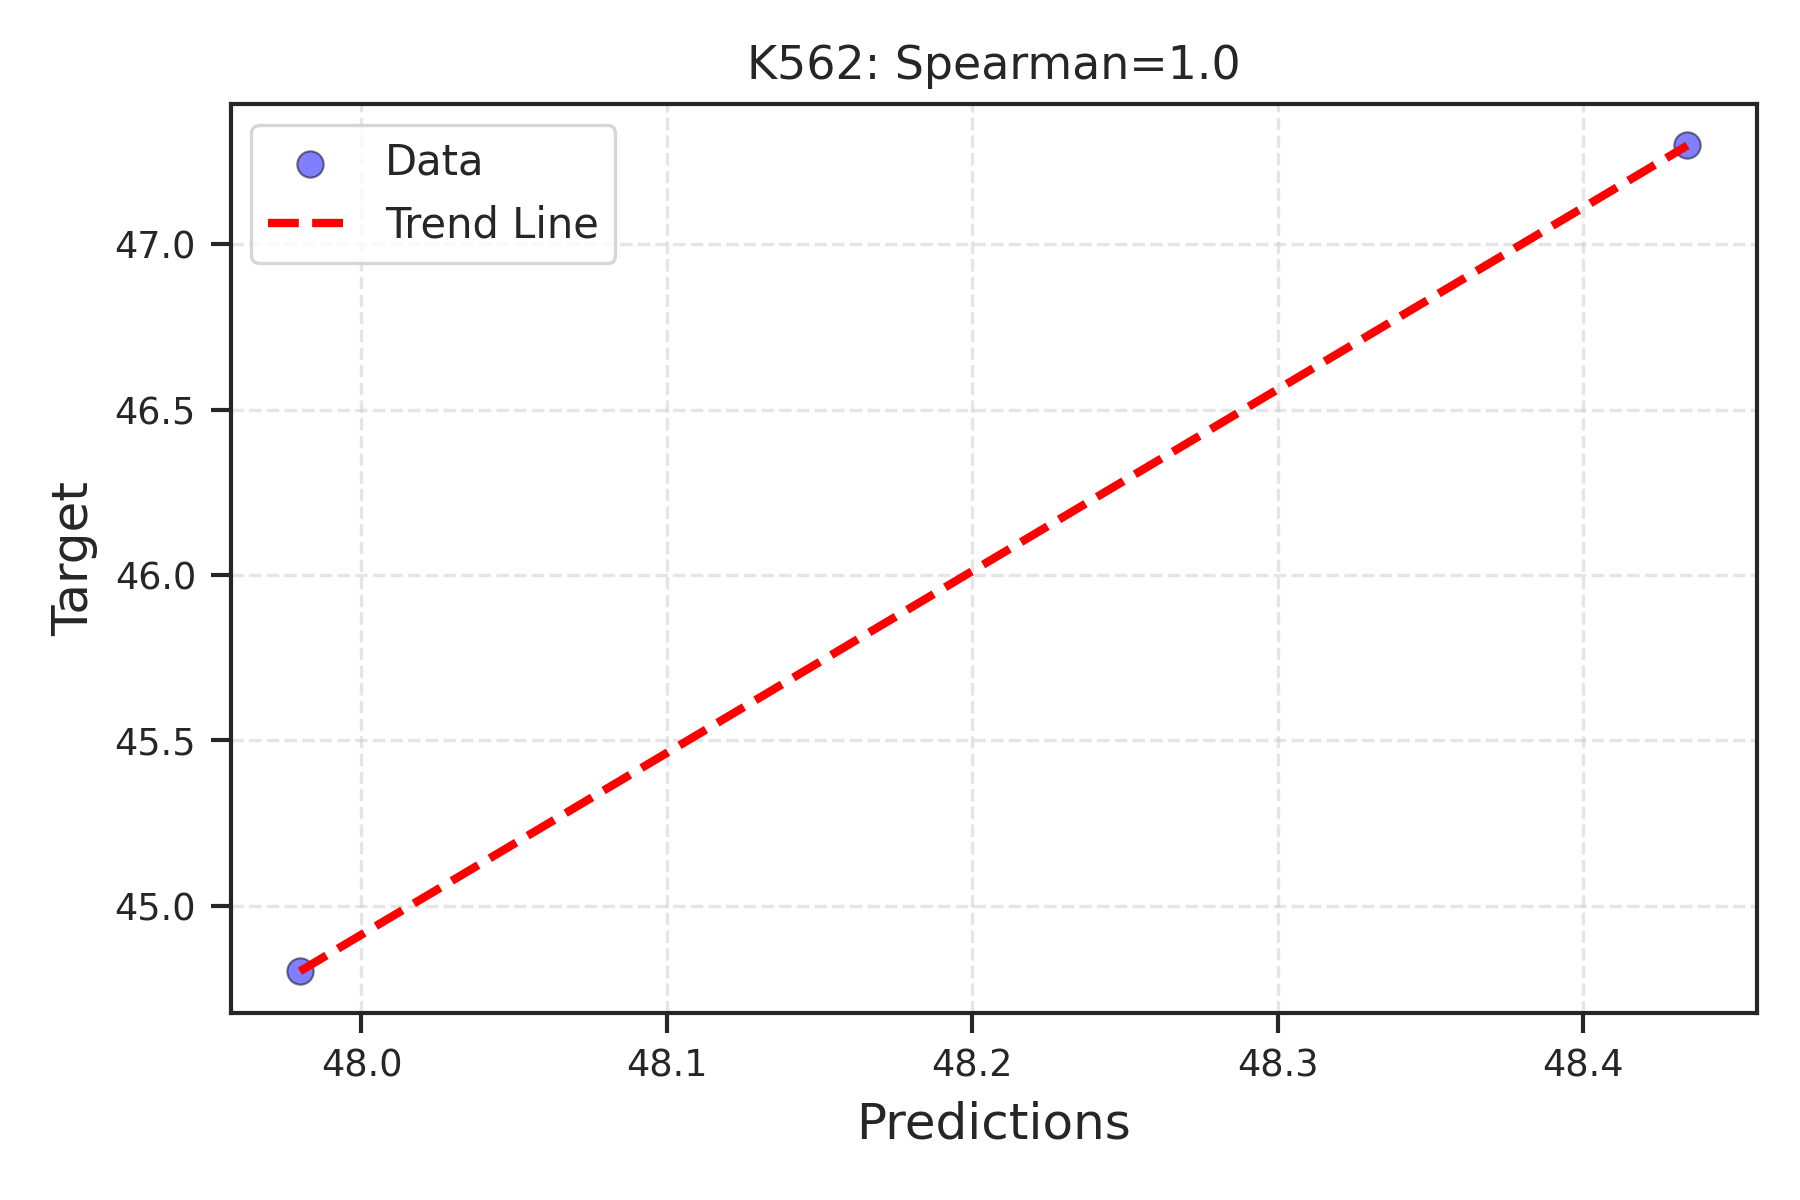 K562: Spearman=1.0
Data
Trend Line
47.0
46.5
46.0
45.5
45.0
Target
48.0 48.1 48.2 48.3 48.4
Predictions